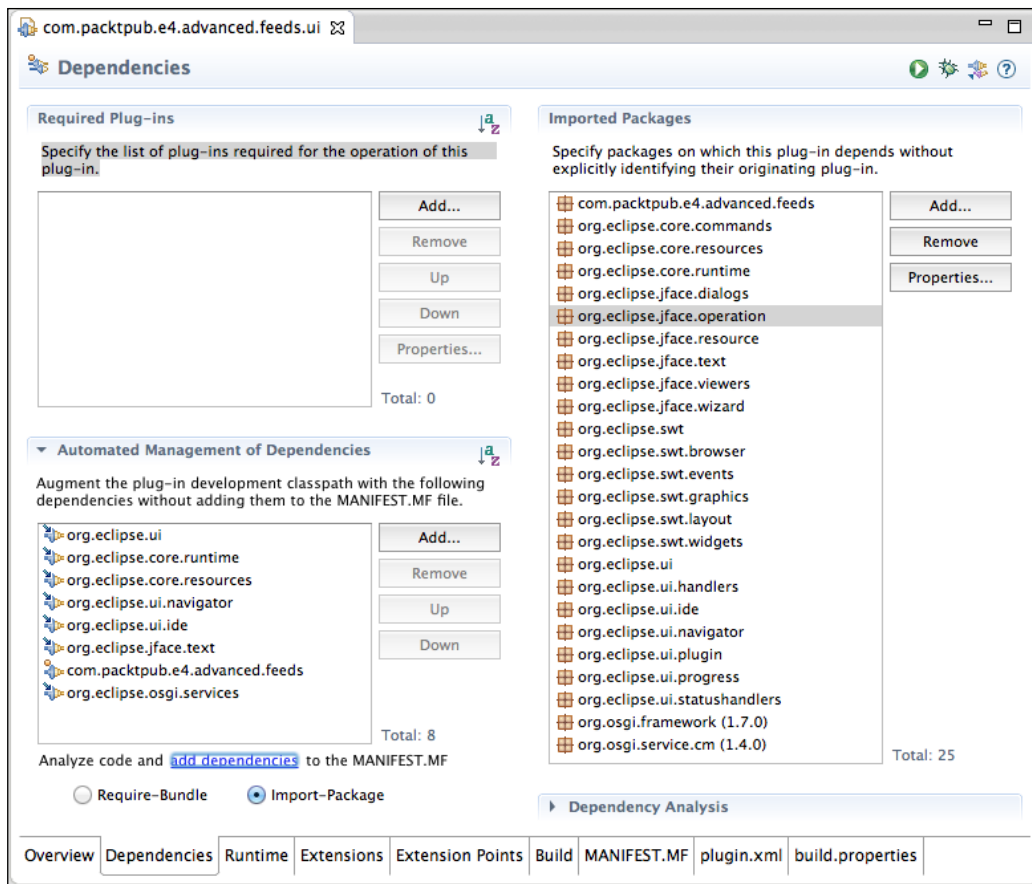 com.packtpub.e4.advanced.feeds.ui
Dependencies
Required Plug-ins
Specify the list of plug-ins required for the operation of this
plug-in.
Add...
Remove
Up
Down
Properties...
Total: 0
Automated Management of Dependencies
Augment the plug-in development classpath with the following
dependencies without adding them to the MANIFEST.MF file.
org.eclipse.ui
org.eclipse.core.runtime
org.eclipse.core.resources
org.eclipse.ui.navigator
org.eclipse.ui.ide
org.eclipse.jface.text
com.packtpub.e4.advanced.feeds
org.eclipse.osgi.services
Add...
Remove
Up
Down
Total: 8
Analyze code and add dependencies to the MANIFEST.MF
Require-Bundle Import-Package
Imported Packages
Specify packages on which this plug-in depends without
explicitly identifying their originating plug-in.
com.packtpub.e4.advanced.feeds
org.eclipse.core.commands
org.eclipse.core.resources
org.eclipse.core.runtime
org.eclipse.jface.dialogs
org.eclipse.jface.operation
org.eclipse.jface.resource
org.eclipse.jface.text
org.eclipse.jface.viewers
org.eclipse.jface.wizard
org.eclipse.swt
org.eclipse.swt.browser
org.eclipse.swt.events
org.eclipse.swt.graphics
org.eclipse.swt.layout
org.eclipse.swt.widgets
org.eclipse.ui
org.eclipse.ui.handlers
org.eclipse.ui.ide
org.eclipse.ui.navigator
org.eclipse.ui.plugin
org.eclipse.ui.progress
org.eclipse.ui.statushandlers
org.osgi.framework (1.7.0)
org.osgi.service.cm (1.4.0)
Add...
Remove
Properties...
Total: 25
Dependency Analysis
Overview Dependencies Runtime Extensions Extension Points Build MANIFEST.MF plugin.xml build.properties